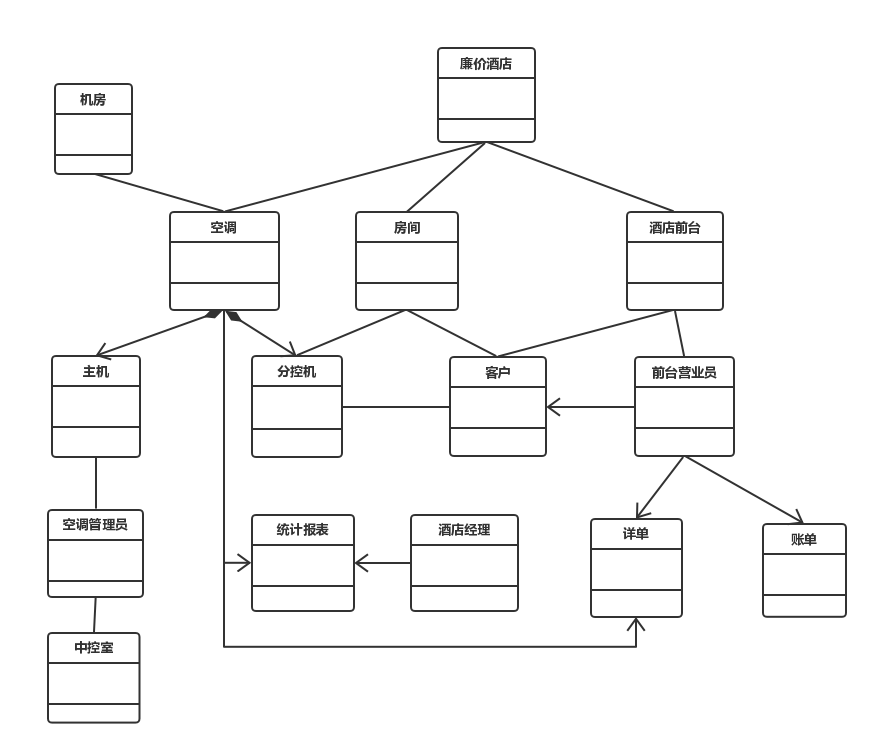 廉价酒店
机房
空调
房间
酒店前台
主机
分控机
客户
前台营业员
空调管理员
统计报表
酒店经理
详单
账单
中控室